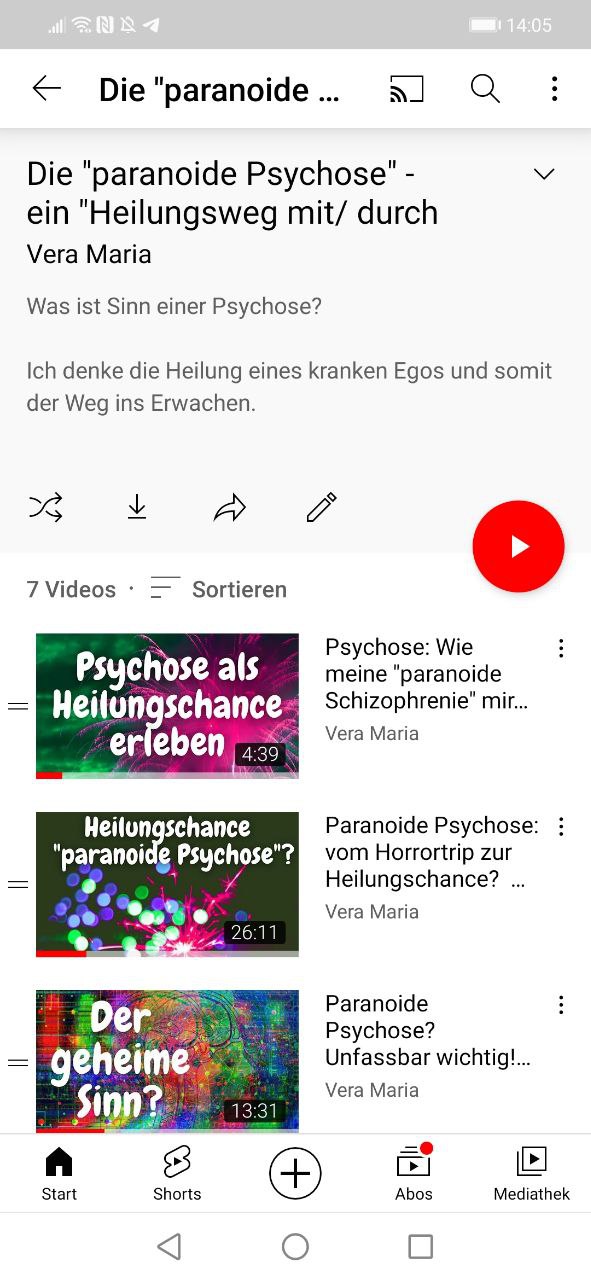 14:05
Die "paranoide ...
Die "paranoide Psychose" -
ein "Heilungsweg mit/ durch
Vera Maria
Was ist Sinn einer Psychose?
Ich denke die Heilung eines kranken Egos und somit
der Weg ins Erwachen.
7 Videos · Sortieren
Psychose als
Heilungschance
erleben
4:39
Psychose: Wie
meine "paranoide
Schizophrenie" mir...
Vera Maria
Heilungschance
"paranoide Psychose"?
26:11
Paranoide Psychose:
vom Horrortrip zur
Heilungschance? ...
Vera Maria
Der
geheime
Sinn?
13:31
Paranoide
Psychose?
Unfassbar wichtig!...
Vera Maria
Start
Shorts
Abos
Mediathek